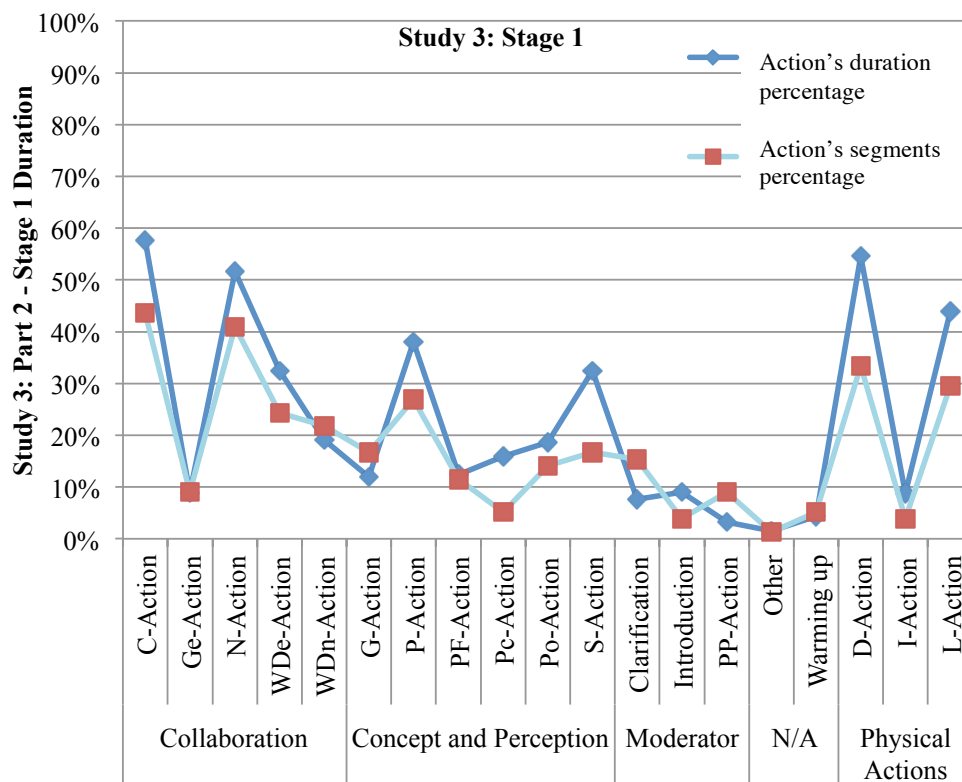 Study 3: Stage 1
Action’s duration
percentage
Action’s segments
percentage
Study 3: Part 2 - Stage 1 Duration
100%
90%
80%
70%
60%
50%
40%
30%
20%
10%
0%
C-Action
Ge-Action
N-Action
WDe-Action
WDn-Action
G-Action
P-Action
PF-Action
Pc-Action
Po-Action
S-Action
Clarification
Introduction
PP-Action
Other
Warming up
D-Action
I-Action
L-Action
Collaboration
Concept and Perception
Moderator
N/A
Physical
Actions